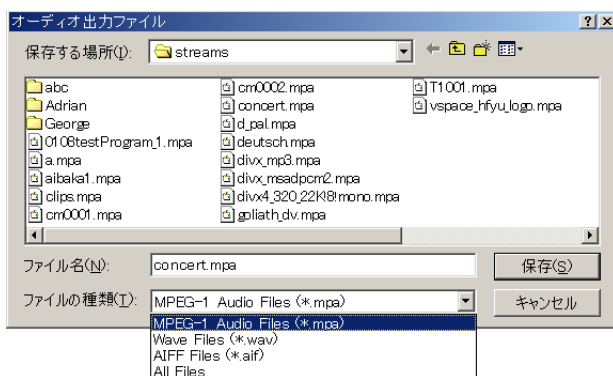 オーディオ出力ファイル
保存する場所(I):
streams
abc
Adrian
George
0108testProgram_1.mpa
a.mpa
aibaka1.mpa
clips.mpa
cm0001.mpa
cm0002.mpa
concert.mpa
d_pal.mpa
deutsch.mpa
divx_mp3.mpa
divx_msadpcm2.mpa
divx4_320_22K!8!mono.mpa
goliath_dv.mpa
T1001.mpa
vspace_hfyu_logo.mpa
ファイル名(N):
concert.mpa
保存(S)
ファイルの種類(T):
MPEG-1 Audio Files (*.mpa)
キャンセル
MPEG-1 Audio Files (*.mpa)
Wave Files (*.wav)
AIFF Files (*.aif)
All Files